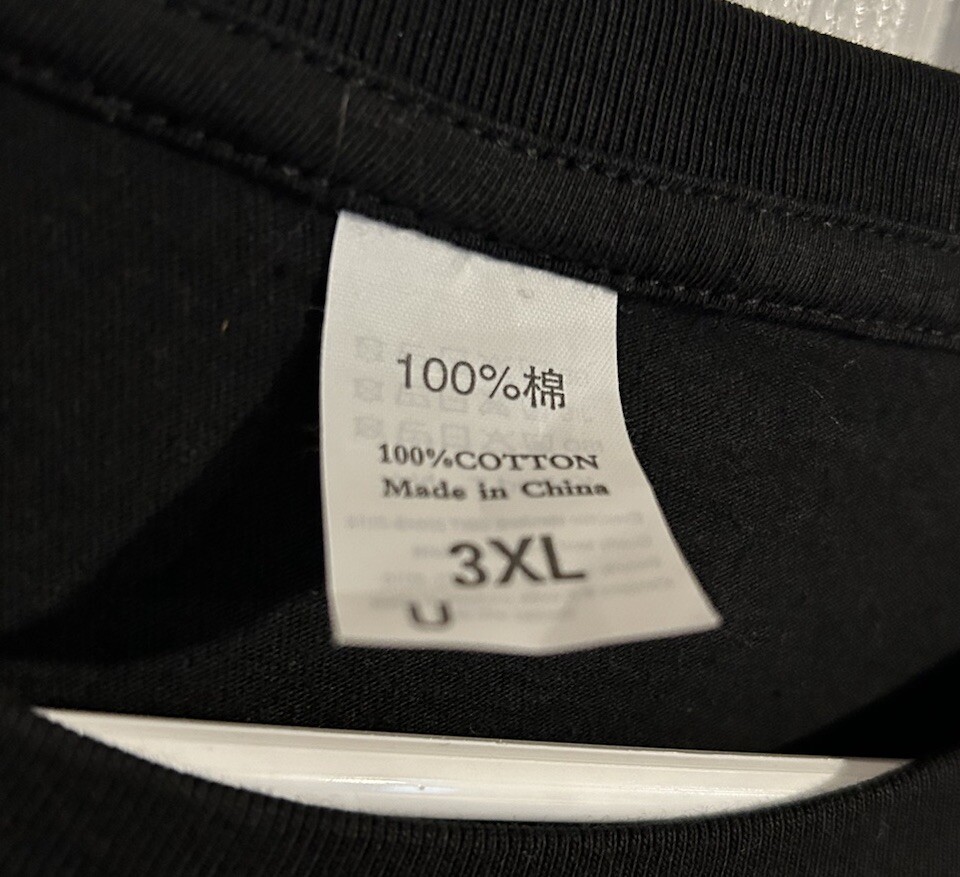 100%棉
100%COTTON
Made in China
3XL
U